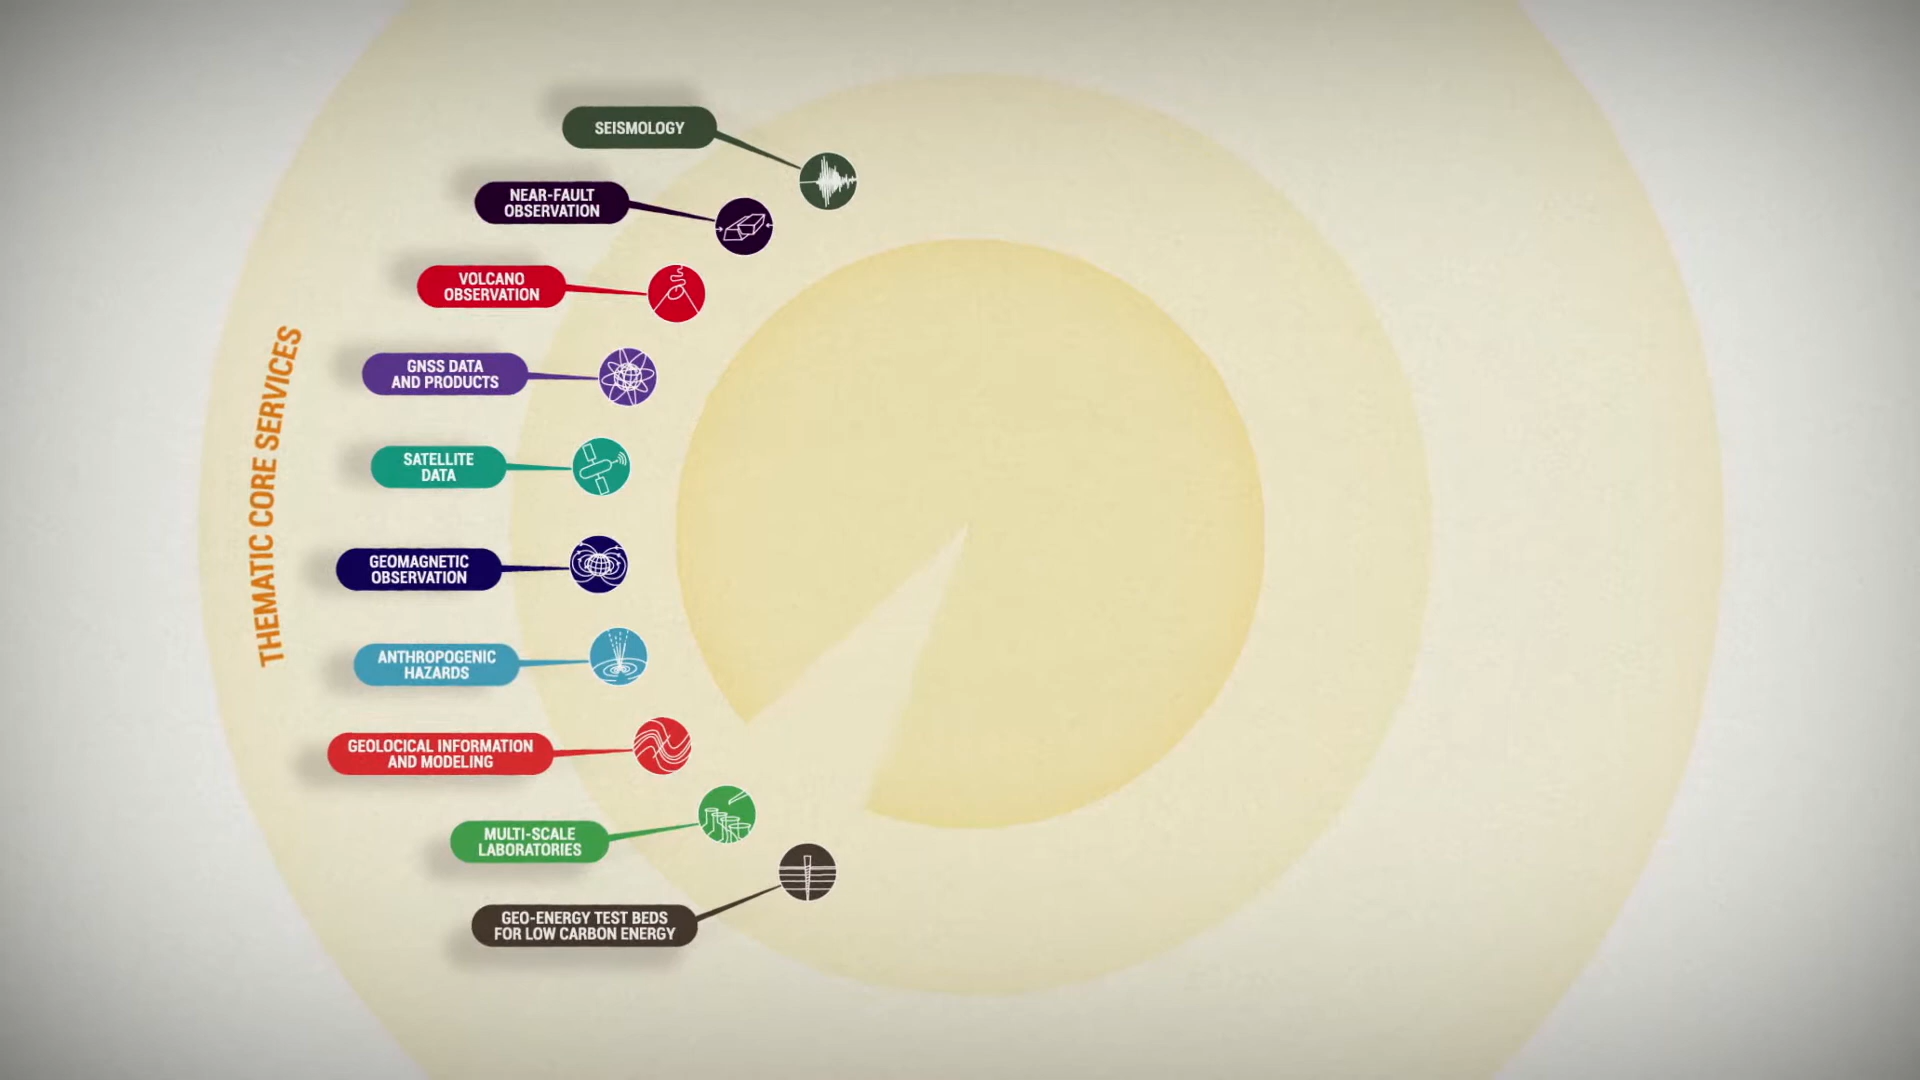 SEISMOLOGY
NEAR-FAULT
OBSERVATION
VOLCANO
OBSERVATION
GNSS DATA
AND PRODUCTS
SATELLITE
DATA
GEOMAGNETIC
OBSERVATION
ANTHROPOGENIC
HAZARDS
GEOLOCICAL INFORMATION
AND MODELING
MULTI-SCALE
LABORATORIES
GEO-ENERGY TEST BEDS
FOR LOW CARBON ENERGY
THEMATIC CORE SERVICES